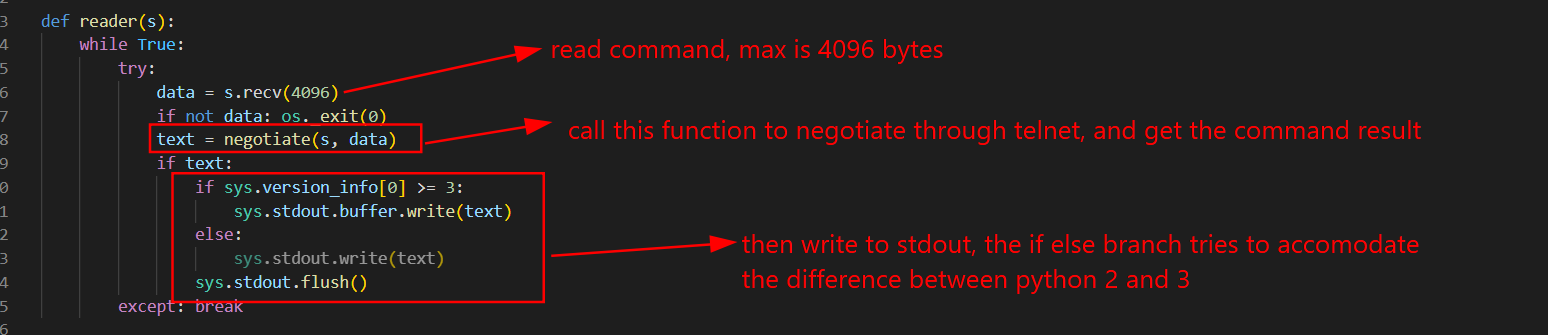 3 def reader(s):
4 while True:
5 try:
6 data = s.recv(4096)
read command, max is 4096 bytes
7 if not data: os._exit(0)
8 text = negotiate(s, data)
call this function to negotiate through telnet, and get the command result
9 if text:
0 if sys.version_info[0] >= 3:
1 sys.stdout.buffer.write(text)
2 else:
then write to stdout, the if else branch tries to accomodate
3 sys.stdout.write(text)
the difference between python 2 and 3
4 sys.stdout.flush()
5 except: break
6